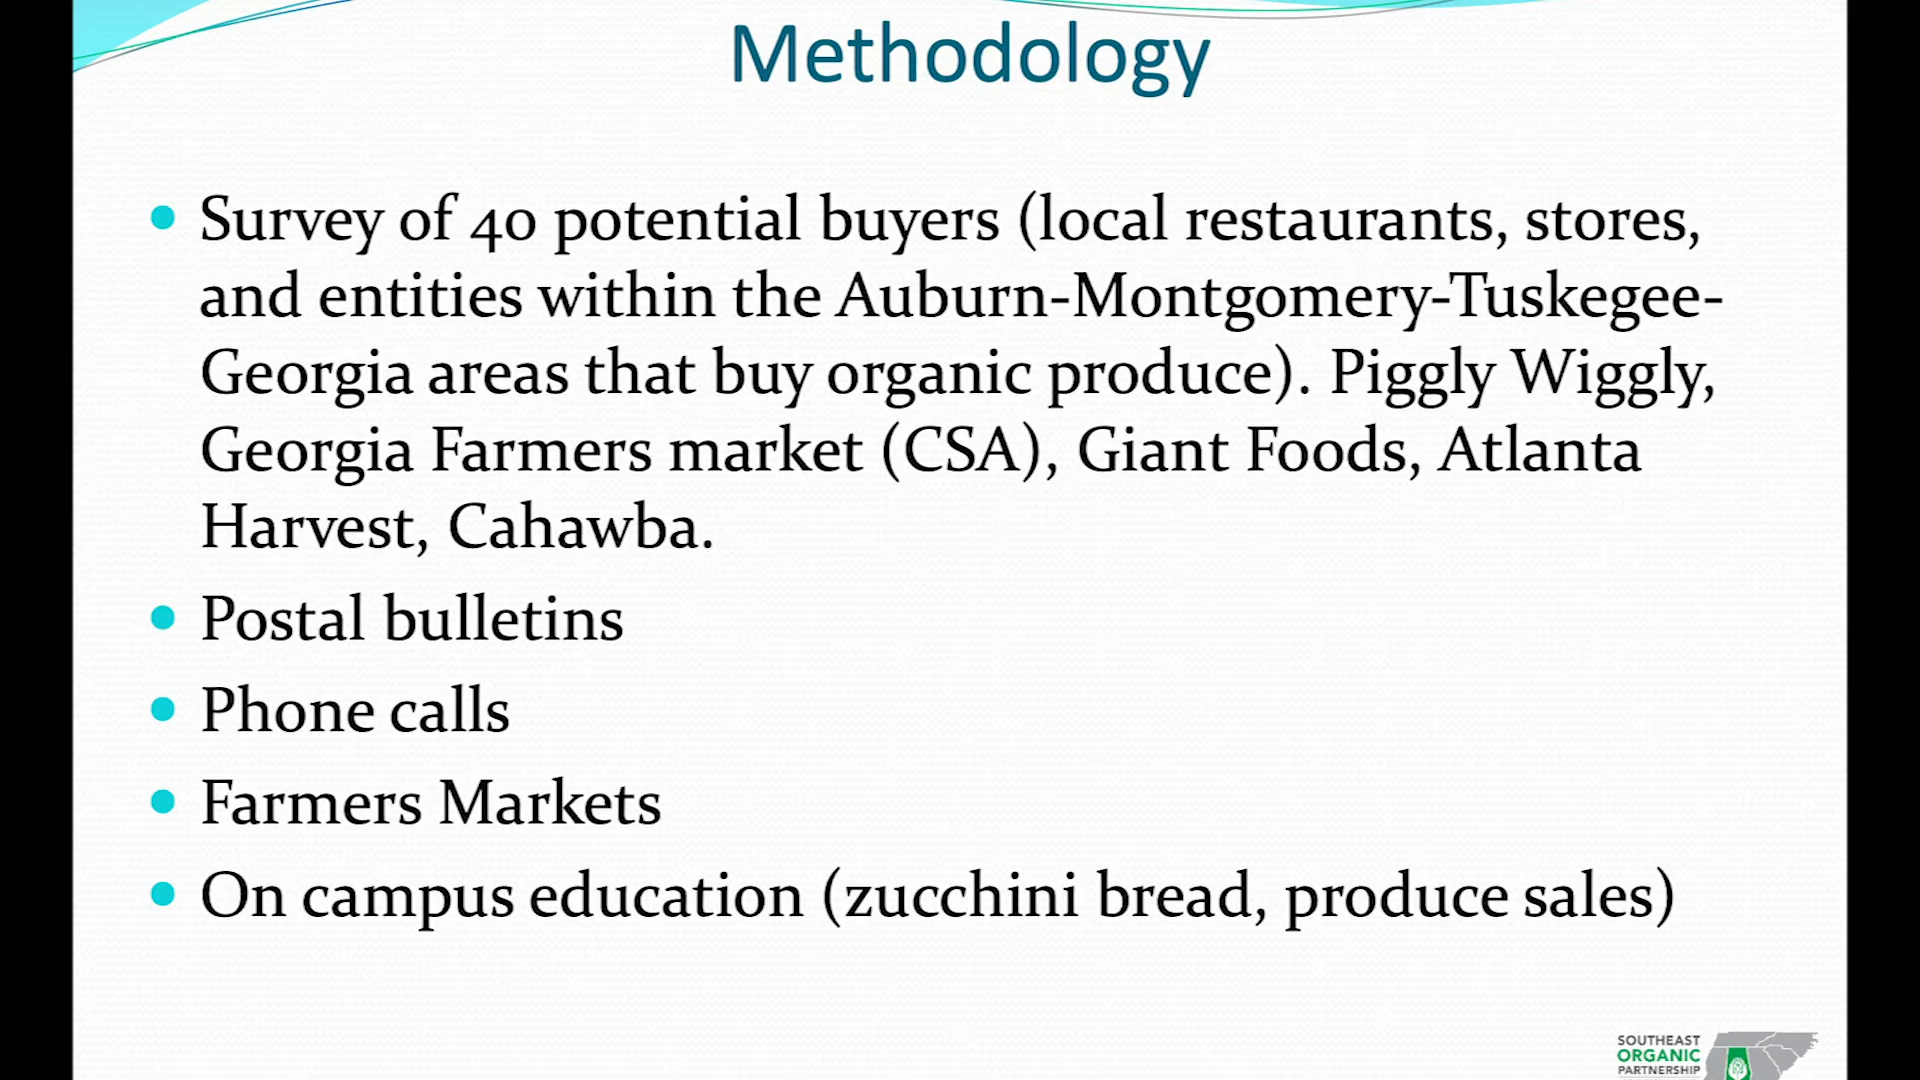 Methodology
• Survey of 40 potential buyers (local restaurants, stores,
and entities within the Auburn-Montgomery-Tuskegee-
Georgia areas that buy organic produce). Piggly Wiggly,
Georgia Farmers market (CSA), Giant Foods, Atlanta
Harvest, Cahawba.
• Postal bulletins
• Phone calls
• Farmers Markets
• On campus education (zucchini bread, produce sales)
SOUTHEAST
ORGANIC
PARTNERSHIP